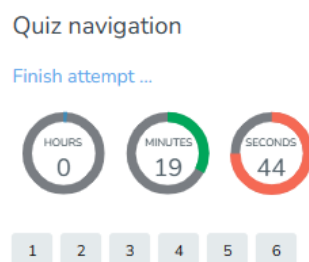 Quiz navigation
Finish attempt ...
HOURS MINUTES SECONDS
0 19 44
1 2 3 4 5 6